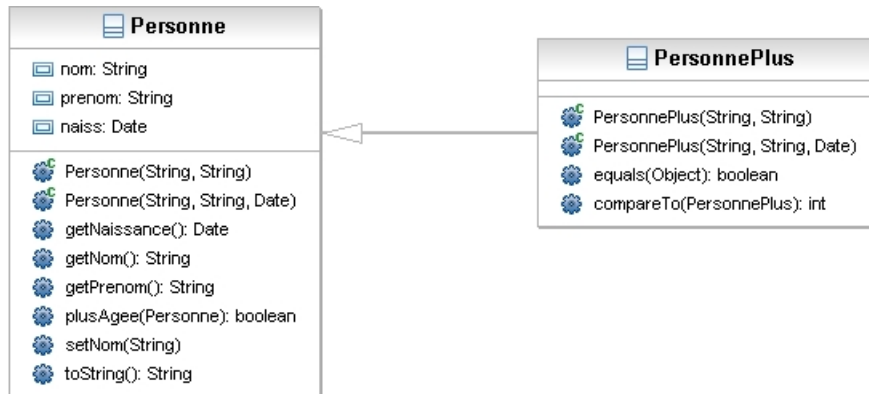 Personne
nom: String
prenom: String
naiss: Date
Personne(String, String)
Personne(String, String, Date)
getNaissance(): Date
getNom(): String
getPrenom(): String
plusAgee(Personne): boolean
setNom(String)
toString(): String
PersonnePlus
PersonnePlus(String, String)
PersonnePlus(String, String, Date)
equals(Object): boolean
compareTo(PersonnePlus): int